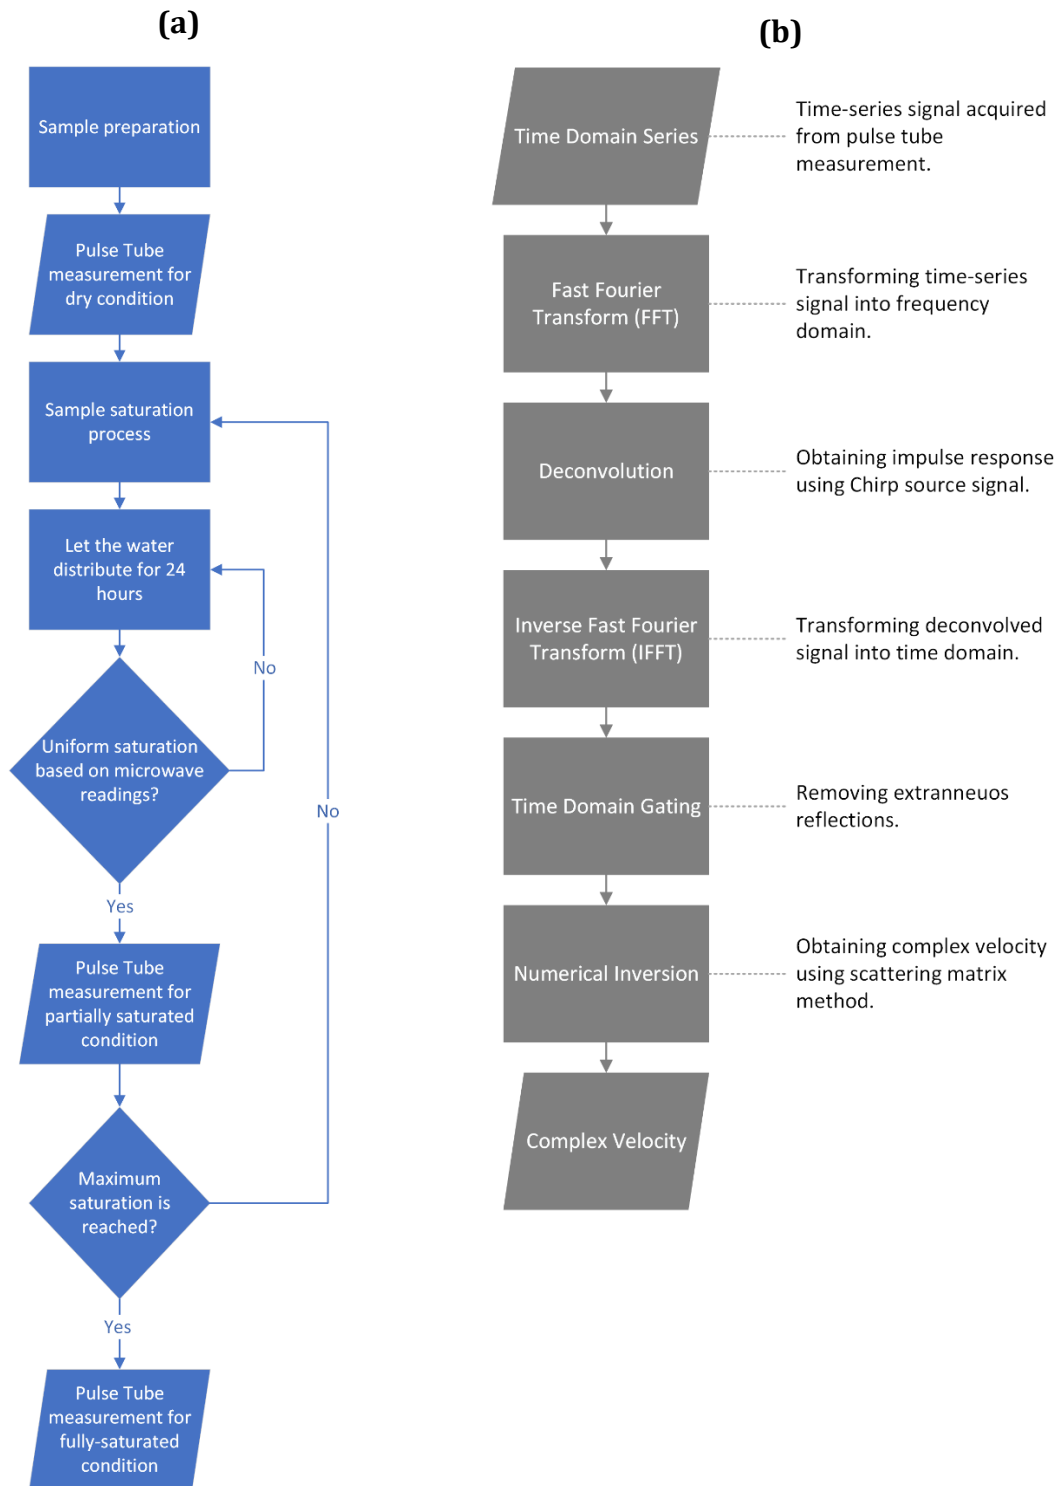 (a)
Sample preparation
Pulse Tube
measurement for
dry condition
Sample saturation
process
Let the water
distribute for 24
hours
No
Uniform saturation
based on microwave
readings?
No
Yes
Pulse Tube
measurement for
partially saturated
condition
Maximum
saturation is
reached?
Yes
Pulse Tube
measurement for
fully-saturated
condition
(b)
Time Domain Series
Time-series signal acquired
from pulse tube
measurement.
Fast Fourier
Transform (FFT)
Transforming time-series
signal into frequency
domain.
Deconvolution
Obtaining impulse response
using Chirp source signal.
Inverse Fast Fourier
Transform (IFFT)
Transforming deconvolved
signal into time domain.
Time Domain Gating
Removing extranneuos
reflections.
Numerical Inversion
Obtaining complex velocity
using scattering matrix
method.
Complex Velocity